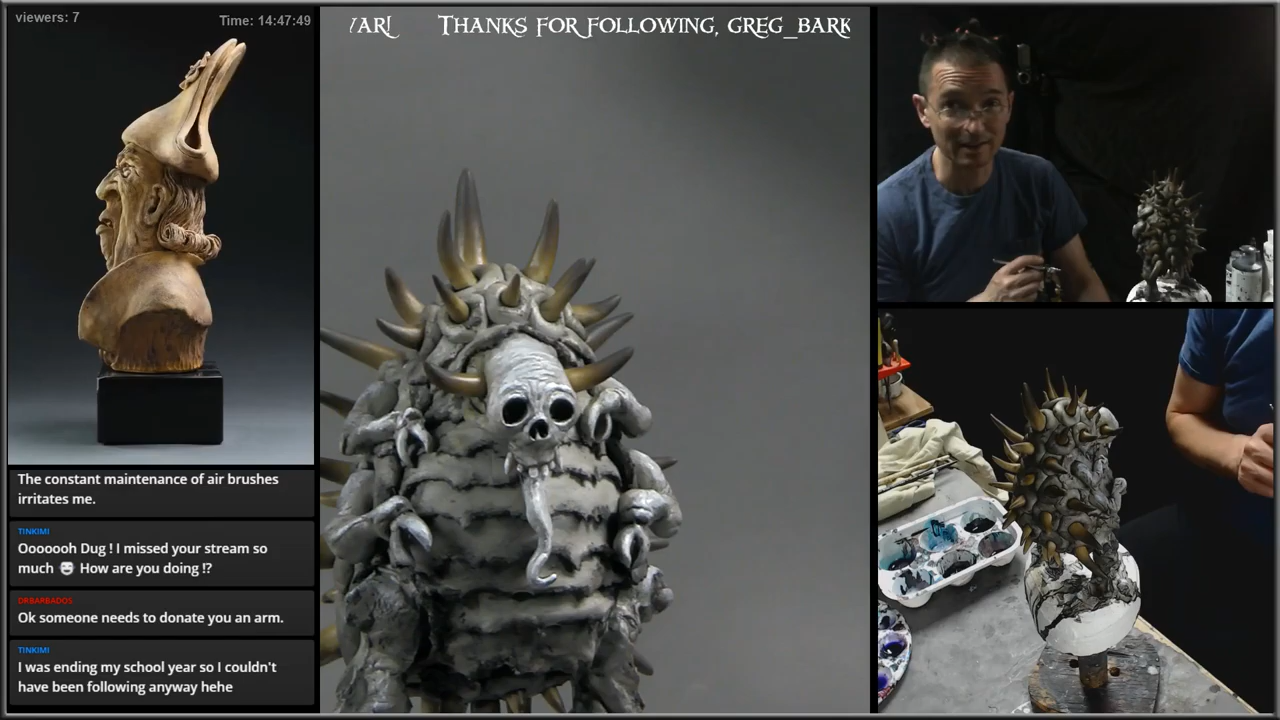 viewers: 7
Time: 14:47:49
THANKS FOR FOLLOWING, GREG_BARK
The constant maintenance of air brushes
irritates me.
TINKIMI
Ooooooh Dug ! I missed your stream so
much 😄 How are you doing !?
DRBARBADOS
Ok someone needs to donate you an arm.
TINKIMI
I was ending my school year so I couldn't
have been following anyway hehe